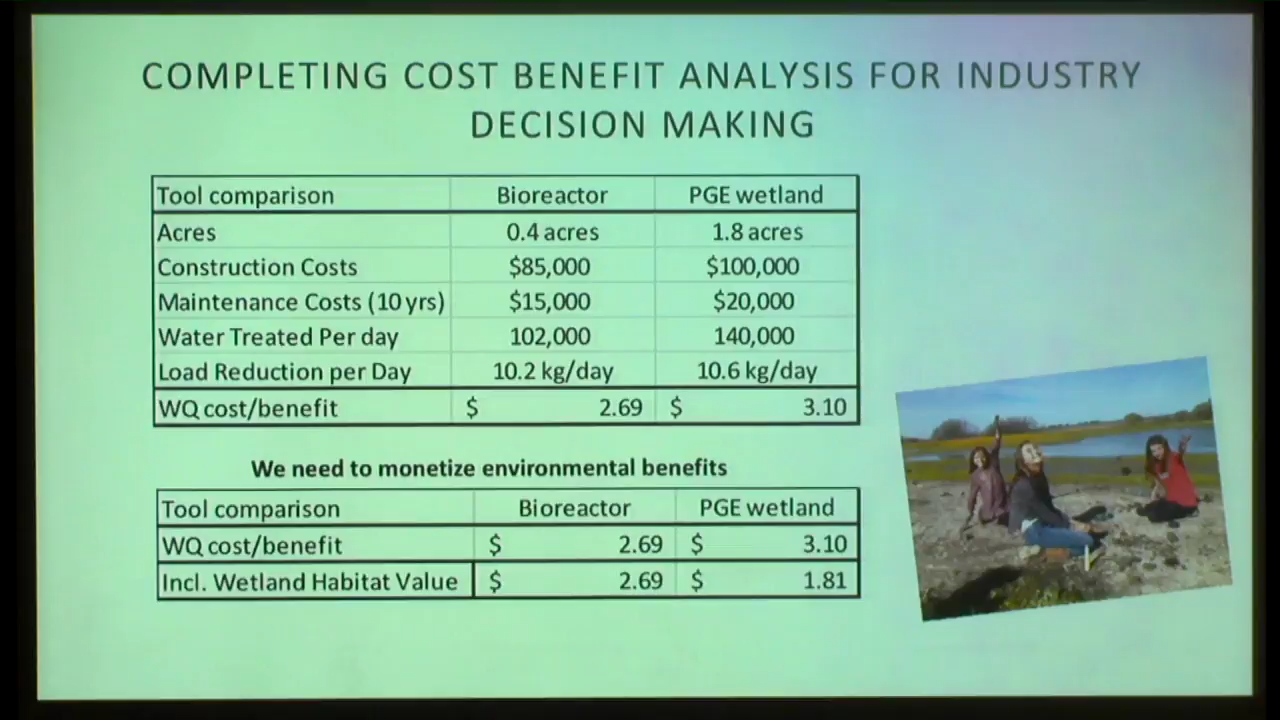 COMPLETING COST BENEFIT ANALYSIS FOR INDUSTRY
DECISION MAKING
Tool comparison Bioreactor PGE wetland
Acres 0.4 acres 1.8 acres
Construction Costs $85,000 $100,000
Maintenance Costs (10 yrs) $15,000 $20,000
Water Treated Per day 102,000 140,000
Load Reduction per Day 10.2 kg/day 10.6 kg/day
WQ cost/benefit $ 2.69 $ 3.10
We need to monetize environmental benefits
Tool comparison Bioreactor PGE wetland
WQ cost/benefit $ 2.69 $ 3.10
Incl. Wetland Habitat Value $ 2.69 $ 1.81